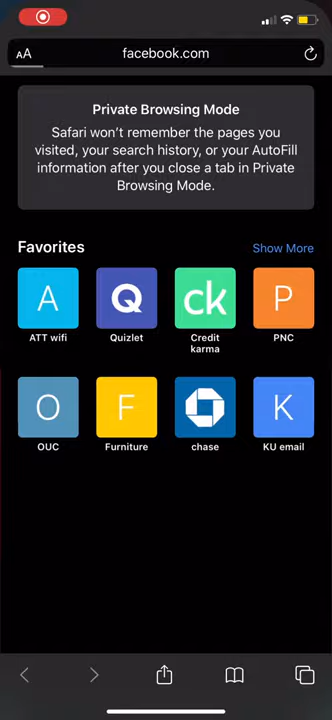 AA
facebook.com
Private Browsing Mode
Safari won't remember the pages you
visited, your search history, or your AutoFill
information after you close a tab in Private
Browsing Mode.
Favorites
Show More
A
Q
ck
P
ATT wifi
Quizlet
Credit
karma
PNC
O
F
K
OUC
Furniture
chase
KU email